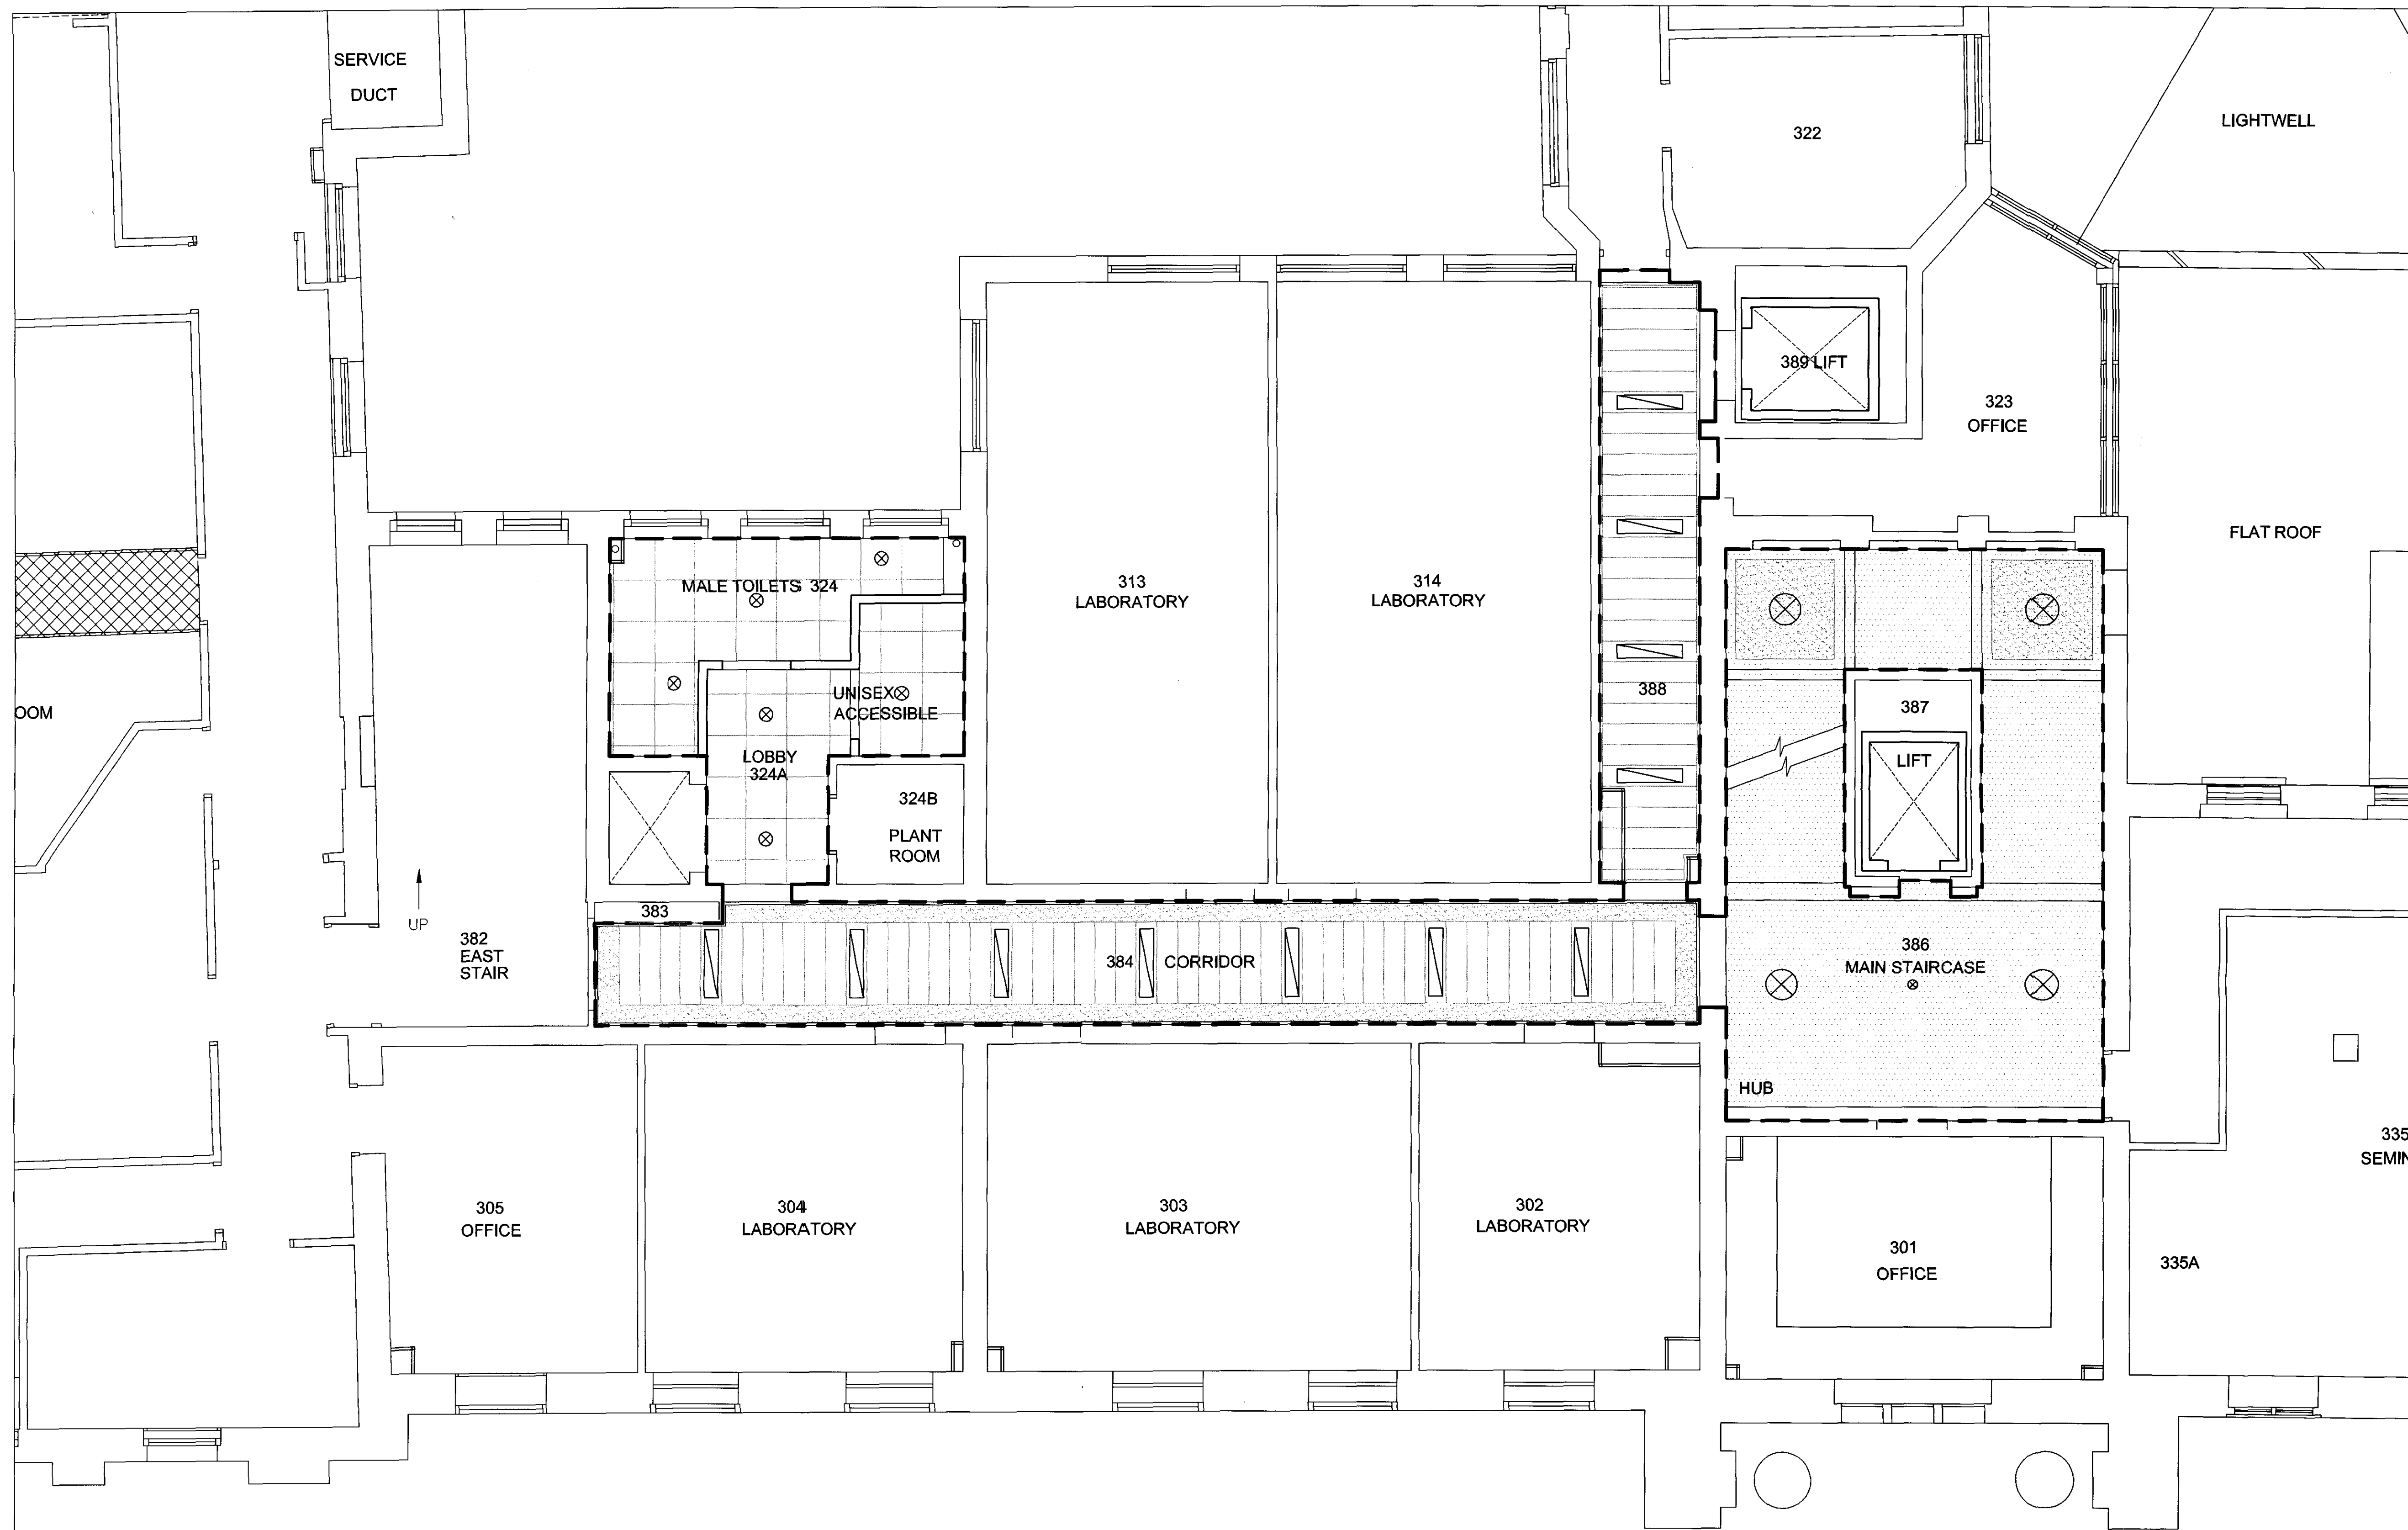 SERVICE
DUCT
322
LIGHTWELL
389 LIFT
323
OFFICE
FLAT ROOF
313
LABORATORY
314
LABORATORY
MALE TOILETS 324
UNISEX
ACCESSIBLE
388
387
LIFT
OOM
LOBBY
324A
324B
PLANT
ROOM
383
UP
382
EAST
STAIR
384 CORRIDOR
386
MAIN STAIRCASE
HUB
335
SEMIN
305
OFFICE
304
LABORATORY
303
LABORATORY
302
LABORATORY
301
OFFICE
335A